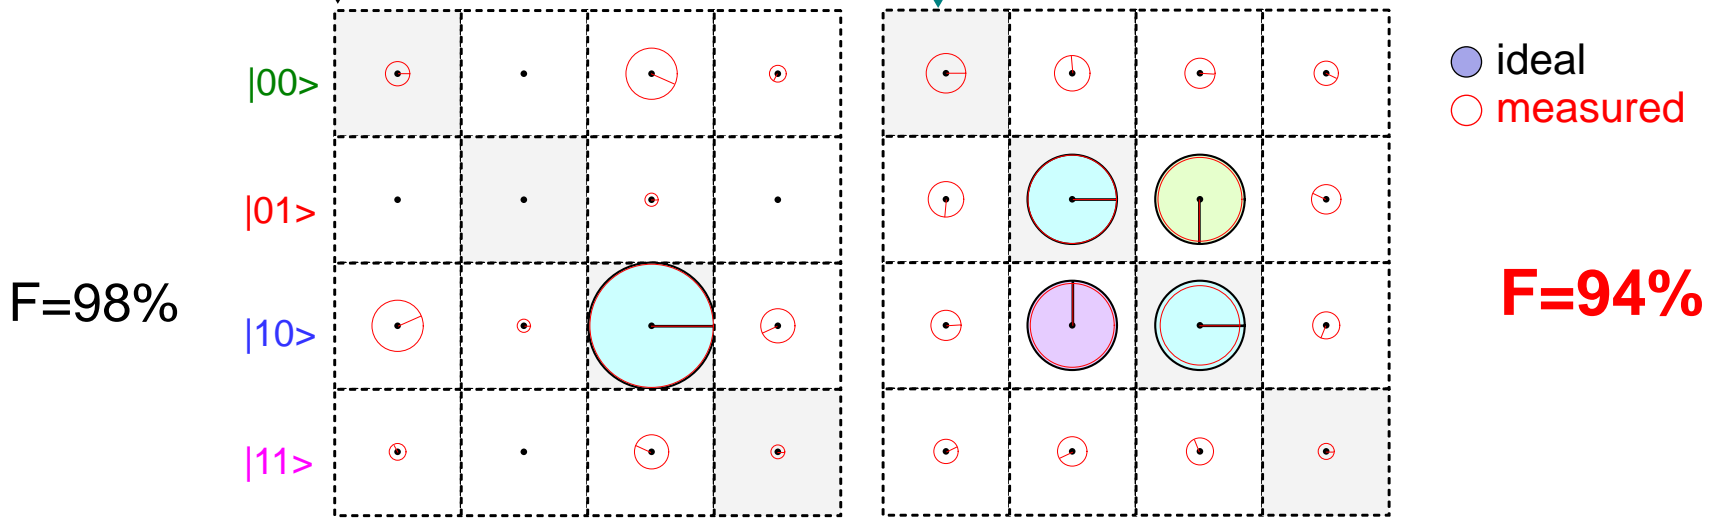 |00>
ideal
measured
|01>
F=98%
|10>
F=94%
|11>